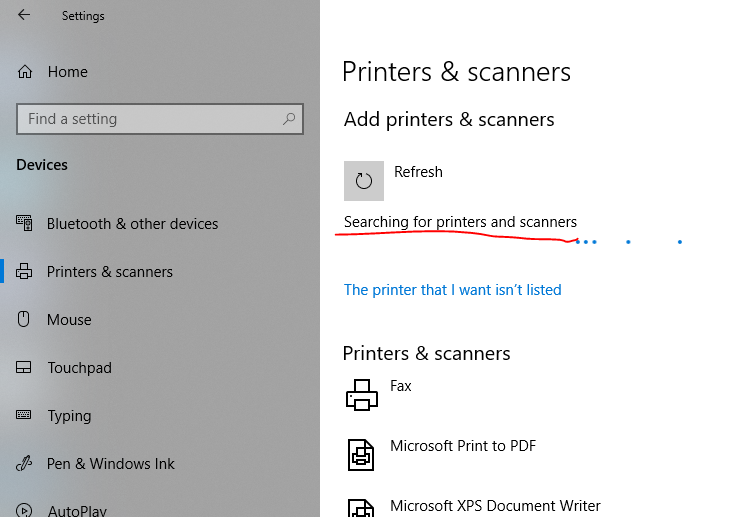 Settings
Home
Find a setting
Devices
Bluetooth & other devices
Printers & scanners
Mouse
Touchpad
Typing
Pen & Windows Ink
AutoPlay
Printers & scanners
Add printers & scanners
Refresh
Searching for printers and scanners
The printer that I want isn't listed
Printers & scanners
Fax
Microsoft Print to PDF
Microsoft XPS Document Writer